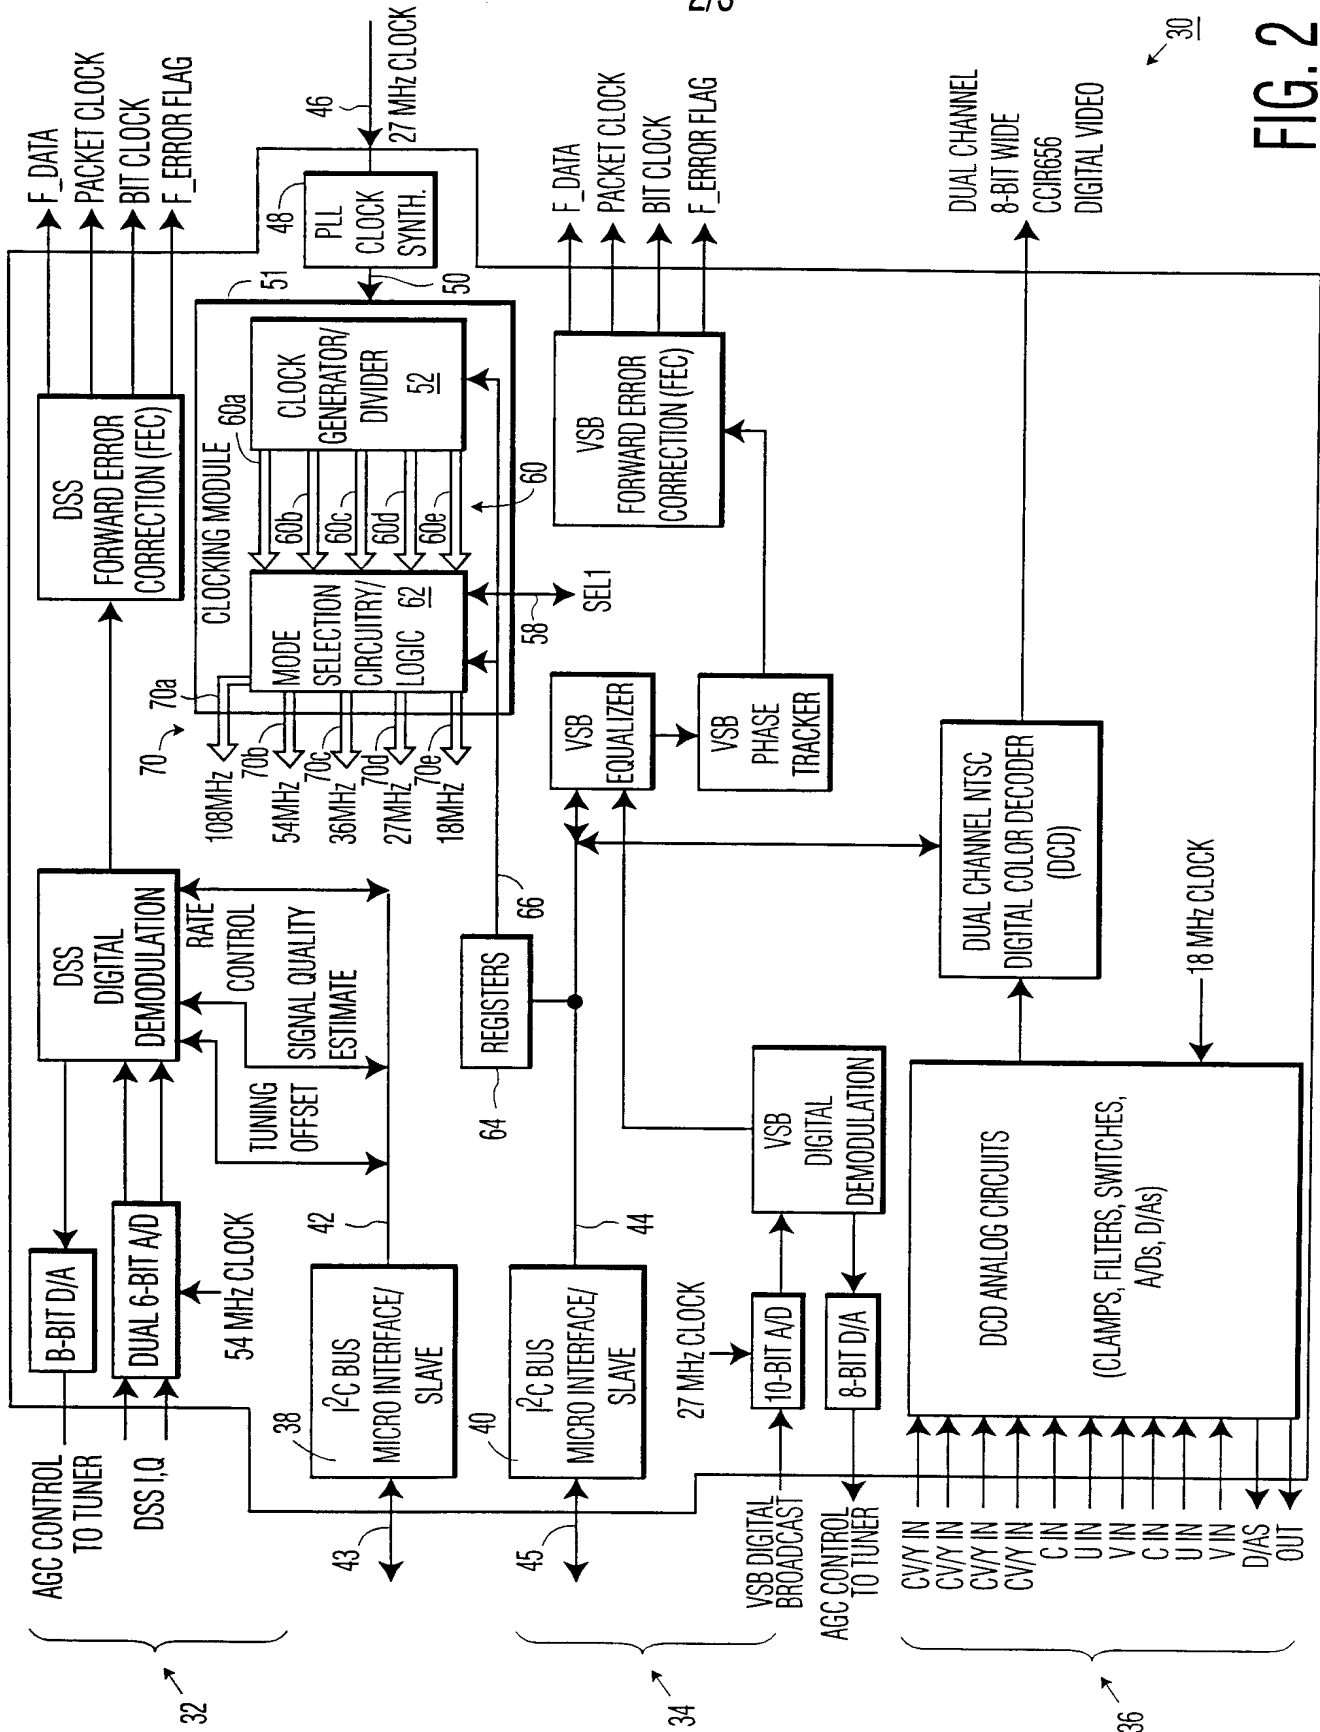 2/3
AGC CONTROL
TO TUNER
DSS I,Q
B-BIT D/A
DUAL 6-BIT A/D
54 MHz CLOCK
DSS
DIGITAL
DEMODULATION
TUNING
OFFSET
SIGNAL QUALITY
ESTIMATE
RATE
CONTROL
DSS
FORWARD ERROR
CORRECTION (FEC)
F_DATA
PACKET CLOCK
BIT CLOCK
F_ERROR FLAG
32
43
38
I²C BUS
MICRO INTERFACE/
SLAVE
42
70
108MHz
70a
54MHz
70b
36MHz
70c
27MHz
70d
18MHz
70e
CLOCKING MODULE
51
MODE
SELECTION
CIRCUITRY/
LOGIC 62
60a
60b
60c
60d
60e
60
CLOCK
GENERATOR/
DIVIDER
52
48
PLL
CLOCK
SYNTH.
50
46
27 MHz CLOCK
58
SEL1
45
40
I²C BUS
MICRO INTERFACE/
SLAVE
44
64
REGISTERS
66
34
VSB DIGITAL
BROADCAST
AGC CONTROL
TO TUNER
27 MHz CLOCK
10-BIT A/D
8-BIT D/A
VSB
DIGITAL
DEMODULATION
VSB
EQUALIZER
VSB
PHASE
TRACKER
VSB
FORWARD ERROR
CORRECTION (FEC)
F_DATA
PACKET CLOCK
BIT CLOCK
F_ERROR FLAG
36
CV/Y IN
CV/Y IN
CV/Y IN
CV/Y IN
C IN
U IN
V IN
C IN
U IN
V IN
D/AS
OUT
DCD ANALOG CIRCUITS
(CLAMPS, FILTERS, SWITCHES,
A/Ds, D/As)
18 MHz CLOCK
DUAL CHANNEL NTSC
DIGITAL COLOR DECODER
(DCD)
DUAL CHANNEL
8-BIT WIDE
CCIR656
DIGITAL VIDEO
30
FIG. 2